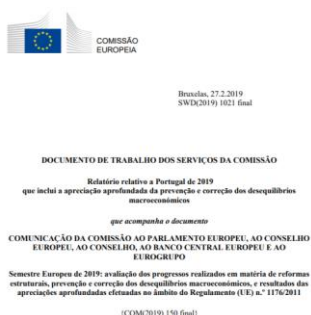 COMISSÃO
EUROPEIA
Bruxelas, 27.2.2019
SWD(2019) 1021 final
DOCUMENTO DE TRABALHO DOS SERVIÇOS DA COMISSÃO
Relatório relativo a Portugal de 2019
que inclui a apreciação aprofundada da prevenção e correção dos desequilíbrios
macroeconómicos
que acompanha o documento
COMUNICAÇÃO DA COMISSÃO AO PARLAMENTO EUROPEU, AO CONSELHO
EUROPEU, AO CONSELHO, AO BANCO CENTRAL EUROPEU E AO
EUROGRUPO
Semestre Europeu de 2019: avaliação dos progressos realizados em matéria de reformas
estruturais, prevenção e correção dos desequilíbrios macroeconómicos, e resultados das
apreciações aprofundadas efetuadas no âmbito do Regulamento (UE) n.º 1176/2011
{COM(2019) 150 final}